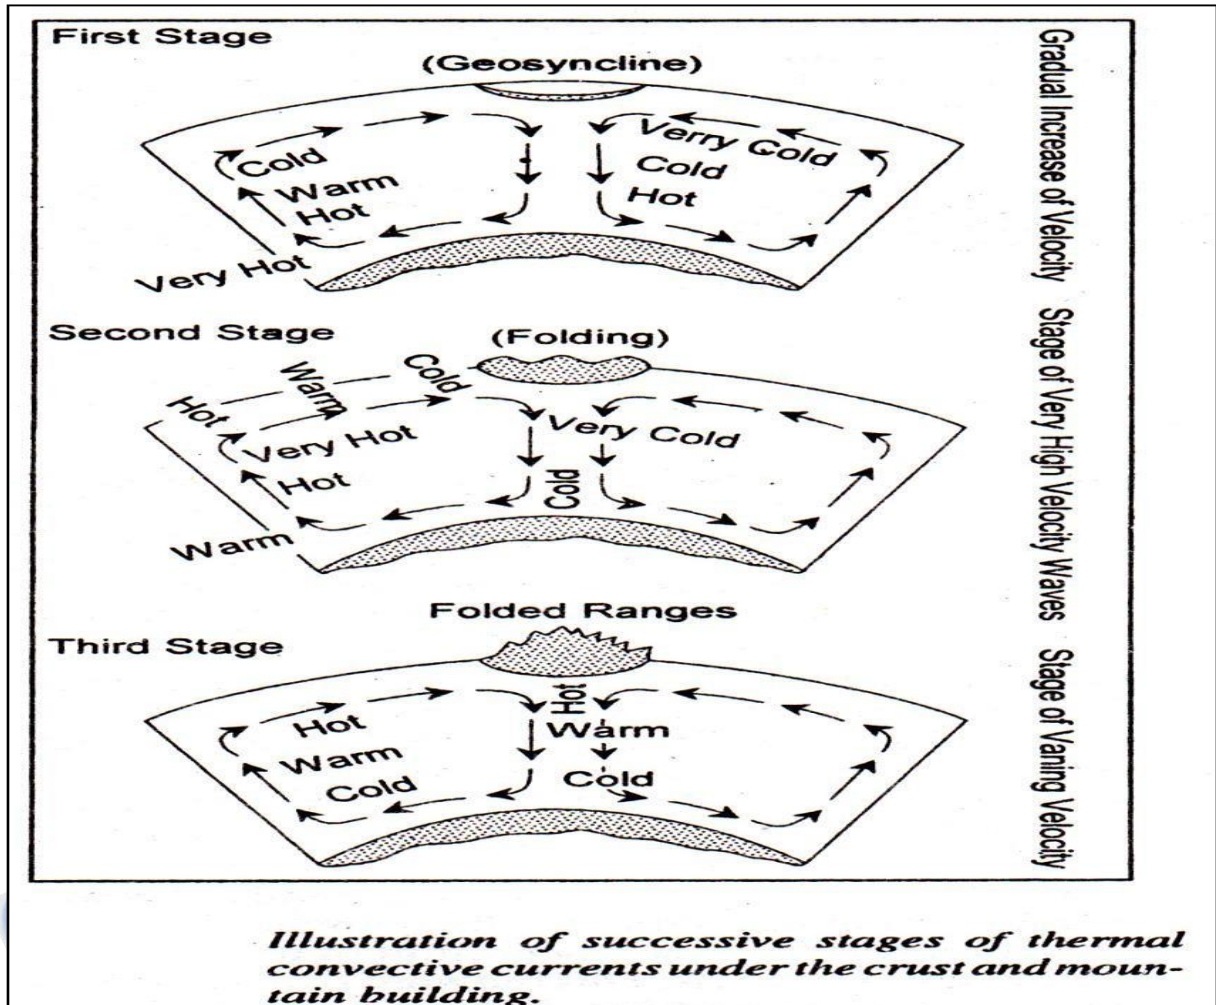 First Stage
(Geosyncline)
Verry Cold
Cold
Cold
Warm
Hot
Hot
Very Hot
Gradual Increase of Velocity
Second Stage
(Folding)
Cold
Warm
Hot
Very Cold
Very Hot
Hot
Cold
Warm
Stage of Very High Velocity Waves
Folded Ranges
Third Stage
Hot
Hot
Warm
Warm
Cold
Cold
Stage of Vaning Velocity
Illustration of successive stages of thermal
convective currents under the crust and moun-
tain building.